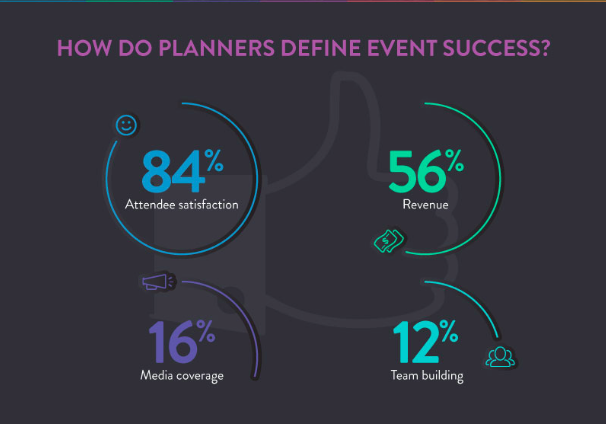 HOW DO PLANNERS DEFINE EVENT SUCCESS?
84%
Attendee satisfaction
56%
Revenue
$
16%
Media coverage
12%
Team building